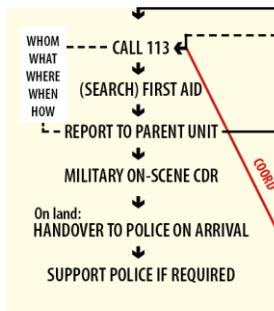 WHOM
WHAT
WHERE
WHEN
HOW
CALL 113
(SEARCH) FIRST AID
REPORT TO PARENT UNIT
MILITARY ON-SCENE CDR
On land:
HANDOVER TO POLICE ON ARRIVAL
SUPPORT POLICE IF REQUIRED
COORD